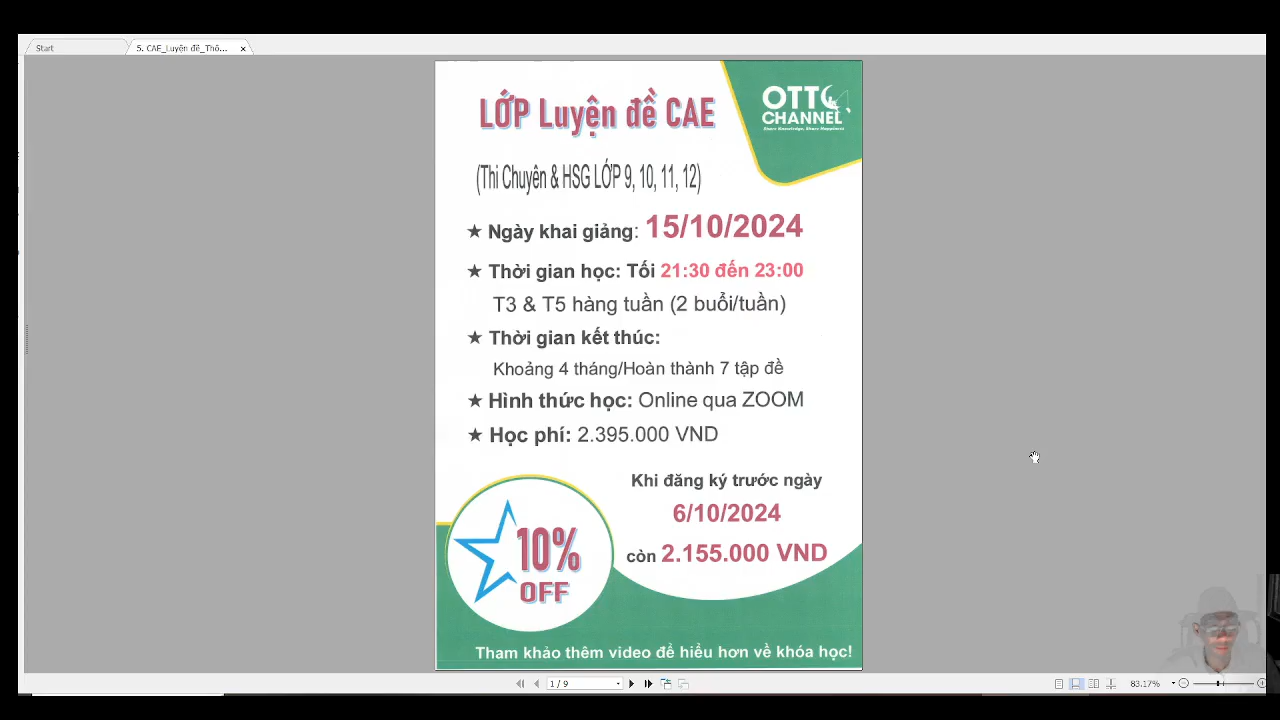 Start
5. CAE_Luyện đề_Thô...
OTTO
CHANNEL
Share Knowledge, Share Happiness
LỚP Luyện đề CAE
(Thi Chuyên & HSG LỚP 9, 10, 11, 12)
★ Ngày khai giảng: 15/10/2024
★ Thời gian học: Tối 21:30 đến 23:00
T3 & T5 hàng tuần (2 buổi/tuần)
★ Thời gian kết thúc:
Khoảng 4 tháng/Hoàn thành 7 tập đề
★ Hình thức học: Online qua ZOOM
★ Học phí: 2.395.000 VND
Khi đăng ký trước ngày
6/10/2024
còn 2.155.000 VND
10%
OFF
Tham khảo thêm video để hiểu hơn về khóa học!
1 / 9
83.17%